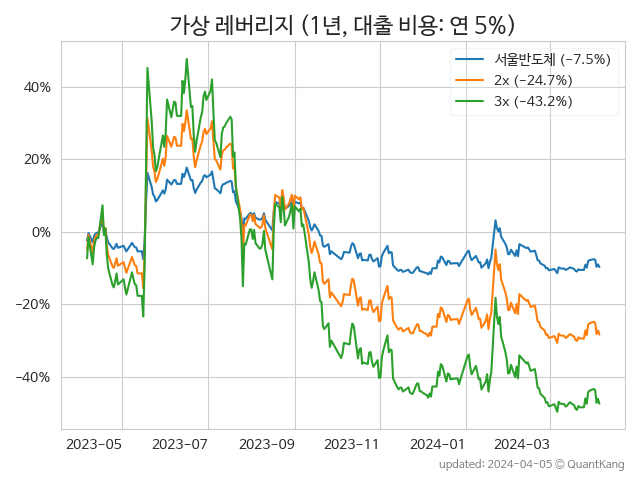 가상 레버리지 (1년, 대출 비용: 연 5%)
서울반도체 (−7.5%)
2x (−24.7%)
3x (−43.2%)
40%
20%
0%
−20%
−40%
2023-05 2023-07 2023-09 2023-11 2024-01 2024-03
updated: 2024-04-05 © QuantKang